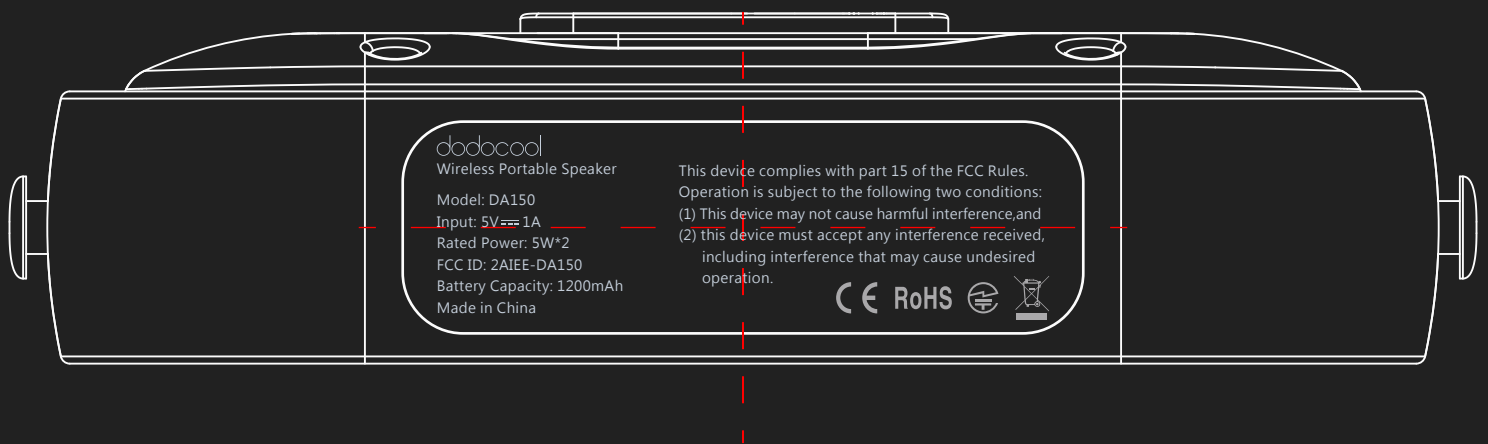 dodocool
Wireless Portable Speaker
Model: DA150
Input: 5V⎓1A
Rated Power: 5W*2
FCC ID: 2AIEE-DA150
Battery Capacity: 1200mAh
Made in China
This device complies with part 15 of the FCC Rules.
Operation is subject to the following two conditions:
(1) This device may not cause harmful interference,and
(2) this device must accept any interference received,
including interference that may cause undesired
operation.
CE RoHS